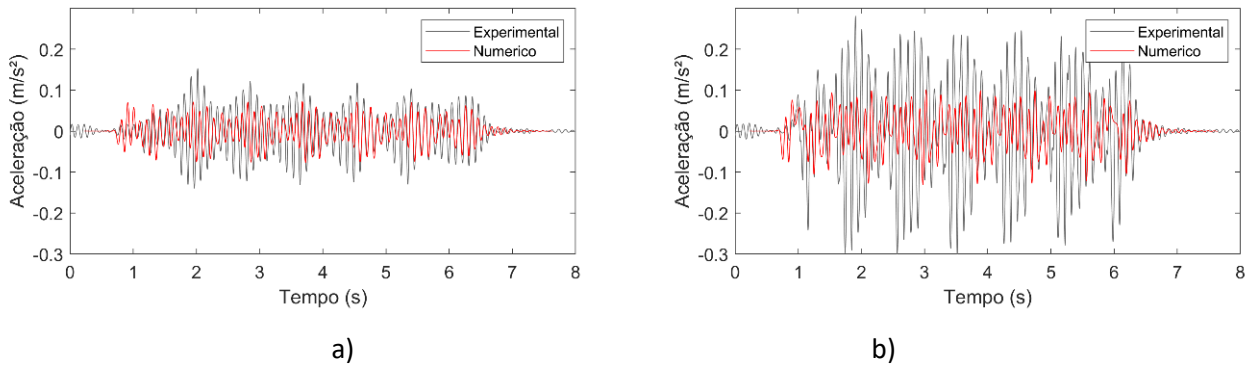 Experimental
Numerico
0.2
0.1
0
-0.1
-0.2
-0.3
Aceleração (m/s²)
0 1 2 3 4 5 6 7 8
Tempo (s)
a)
Experimental
Numerico
0.2
0.1
0
-0.1
-0.2
-0.3
Aceleração (m/s²)
0 1 2 3 4 5 6 7 8
Tempo (s)
b)